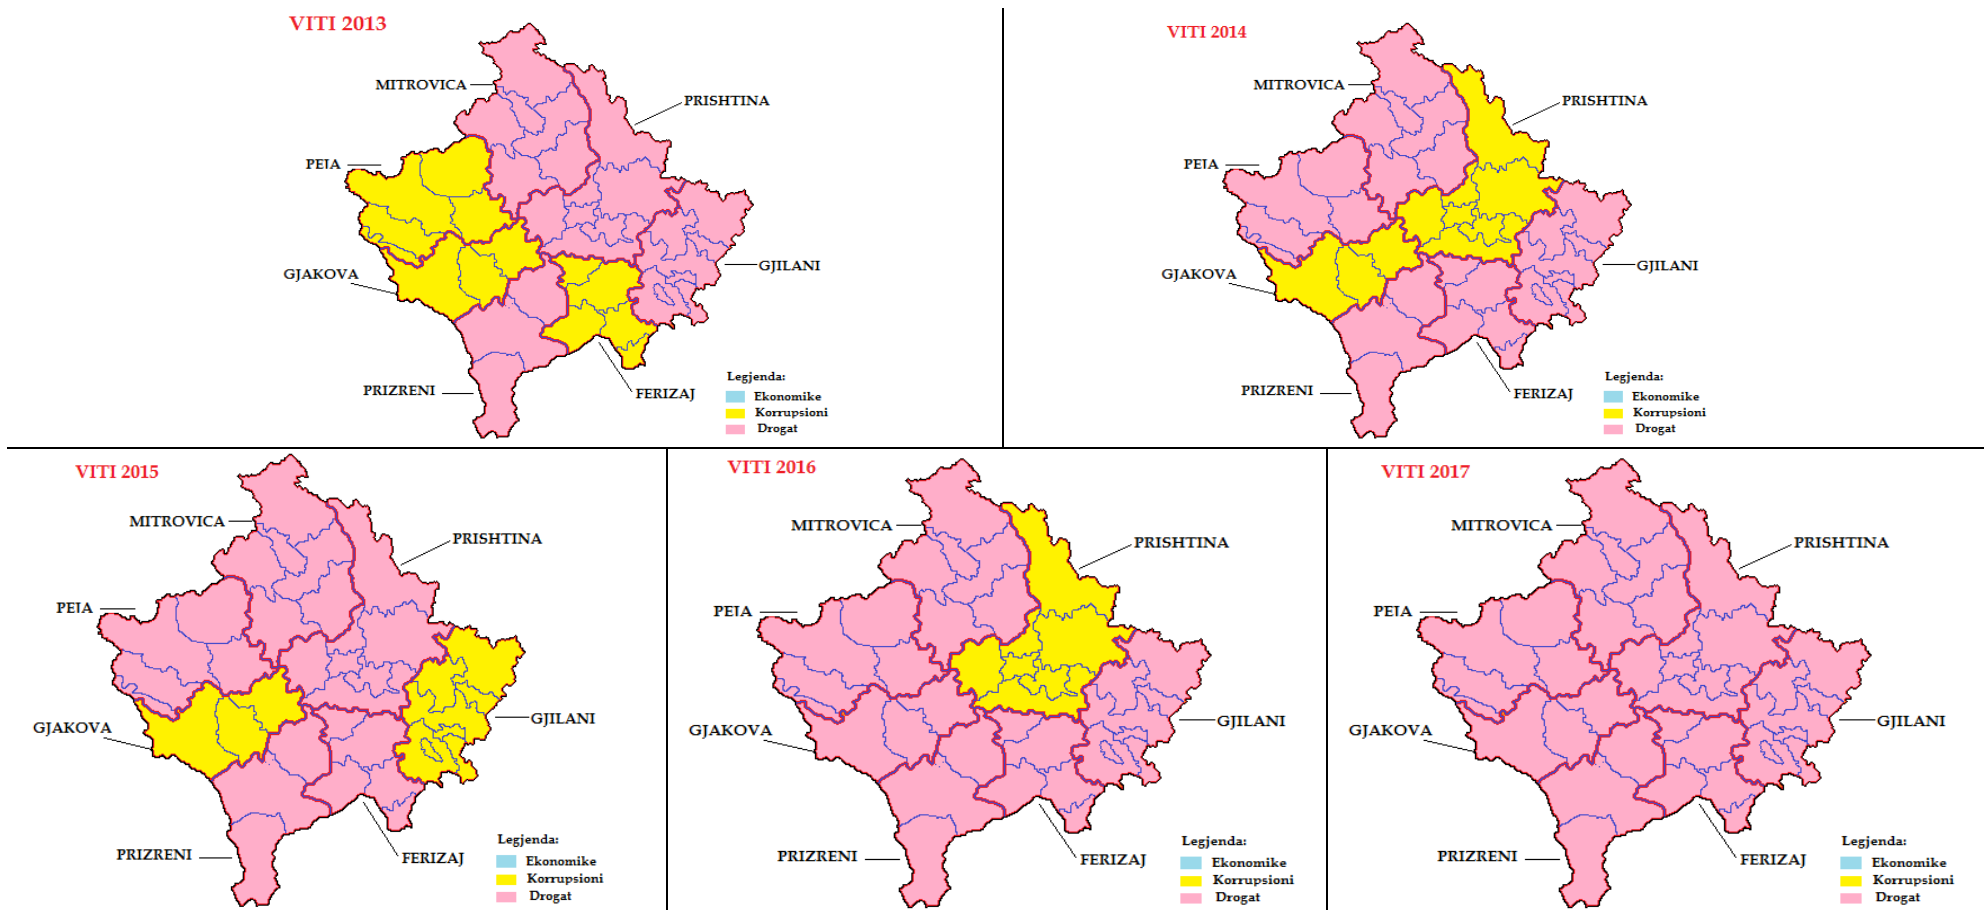 VITI 2013
MITROVICA
PRISHTINA
PEJA
GJAKOVA
GJILANI
PRIZRENI
FERIZAJ
Legjenda:
Ekonomike
Korrupsioni
Drogat
VITI 2014
MITROVICA
PRISHTINA
PEJA
GJAKOVA
GJILANI
PRIZRENI
FERIZAJ
Legjenda:
Ekonomike
Korrupsioni
Drogat
VITI 2015
MITROVICA
PRISHTINA
PEJA
GJAKOVA
GJILANI
PRIZRENI
FERIZAJ
Legjenda:
Ekonomike
Korrupsioni
Drogat
VITI 2016
MITROVICA
PRISHTINA
PEJA
GJAKOVA
GJILANI
PRIZRENI
FERIZAJ
Legjenda:
Ekonomike
Korrupsioni
Drogat
VITI 2017
MITROVICA
PRISHTINA
PEJA
GJAKOVA
GJILANI
PRIZRENI
FERIZAJ
Legjenda:
Ekonomike
Korrupsioni
Drogat